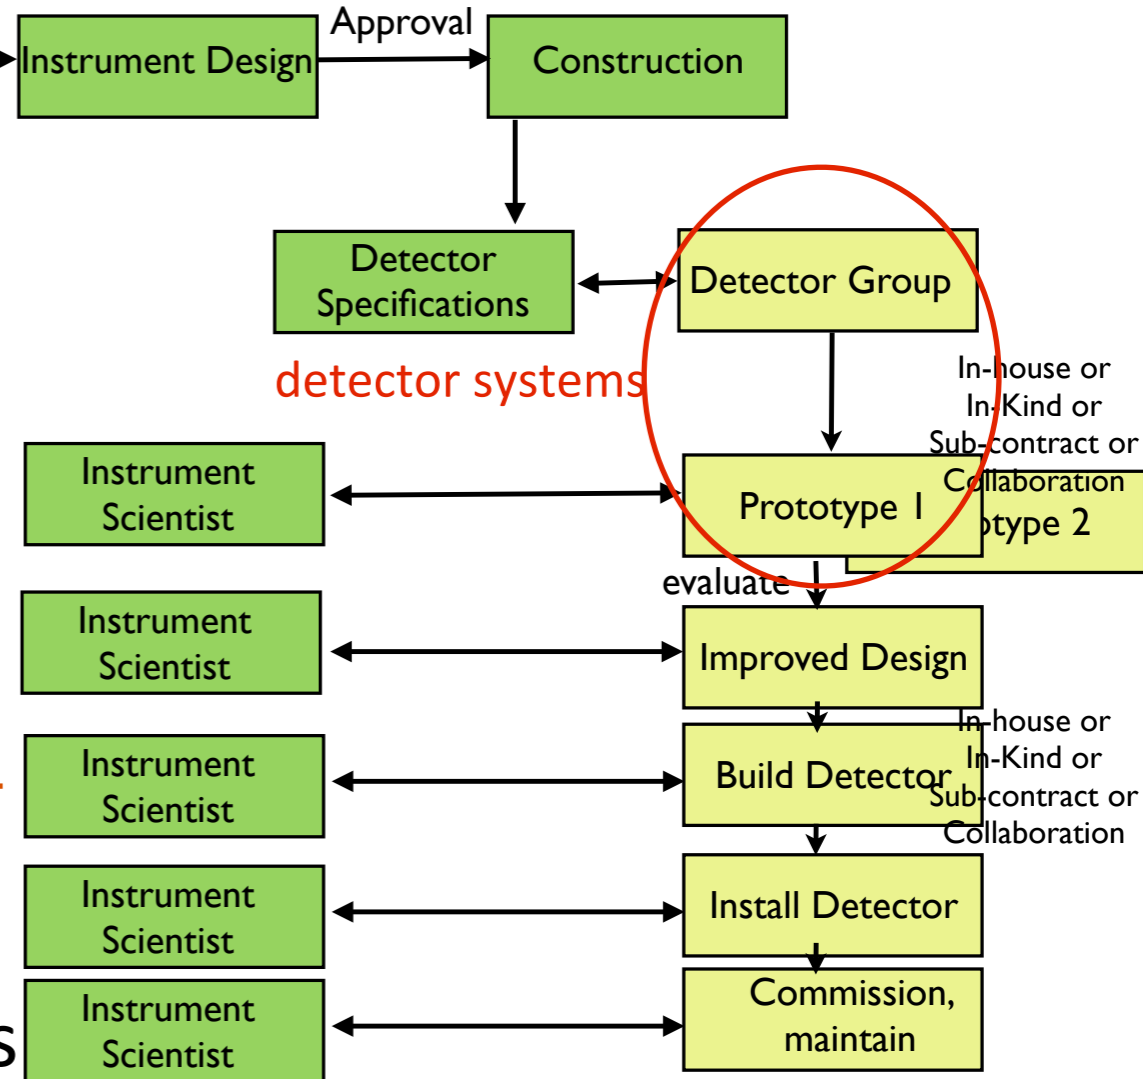 Approval
Instrument Design
Construction
Detector
Specifications
Detector Group
detector systems
In-house or
In-Kind or
Sub-contract or
Collaboration
Instrument
Scientist
Prototype 1
otype 2
evaluate
Instrument
Scientist
Improved Design
In-house or
In-Kind or
Sub-contract or
Collaboration
Instrument
Scientist
Build Detector
Instrument
Scientist
Install Detector
s
Instrument
Scientist
Commission,
maintain